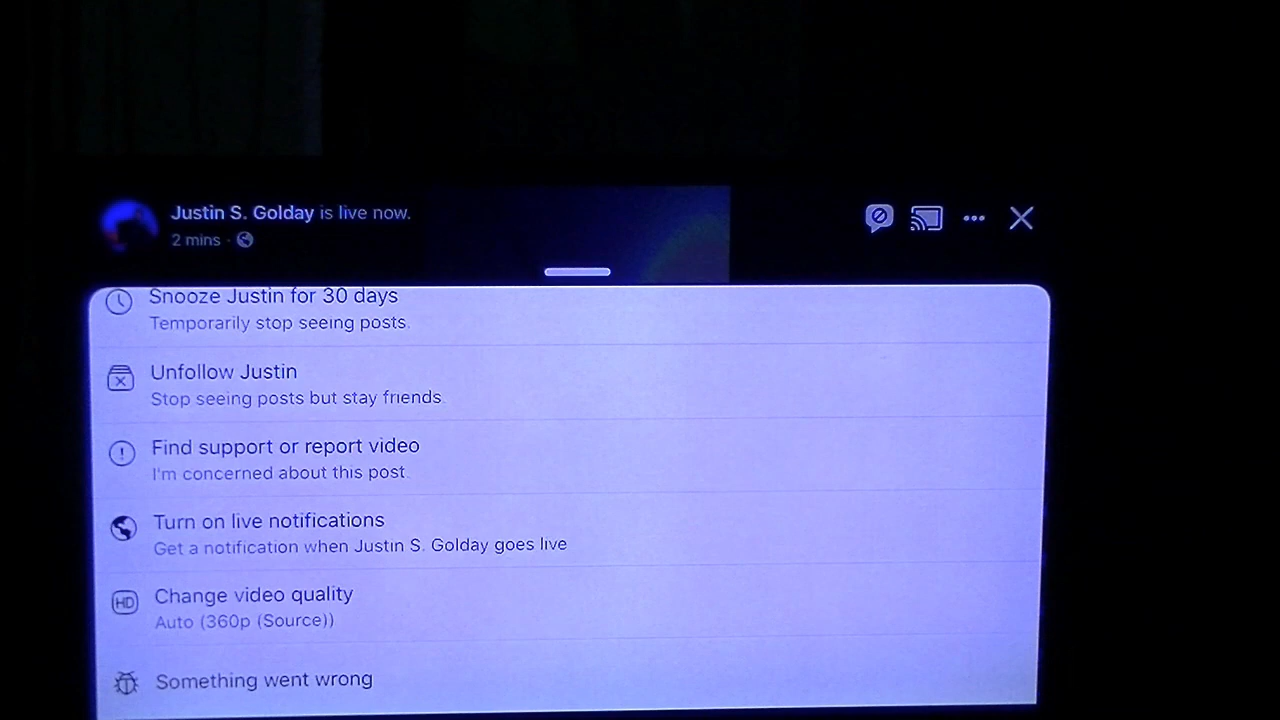 Justin S. Golday is live now.
2 mins ·
Snooze Justin for 30 days
Temporarily stop seeing posts.
Unfollow Justin
Stop seeing posts but stay friends.
Find support or report video
I'm concerned about this post.
Turn on live notifications
Get a notification when Justin S. Golday goes live
HD
Change video quality
Auto (360p (Source))
Something went wrong